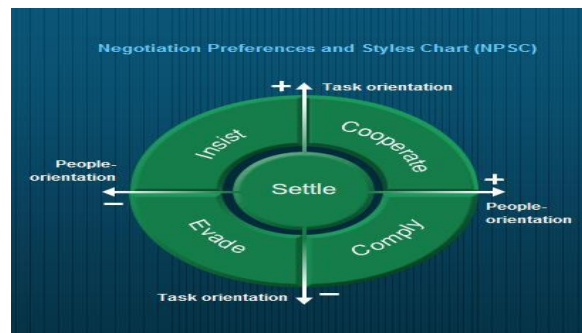 Negotiation Preferences and Styles Chart (NPSC)
+
Task orientation
Insist
Cooperate
People-
orientation
−
Settle
+
People-
orientation
Evade
Comply
Task orientation
−